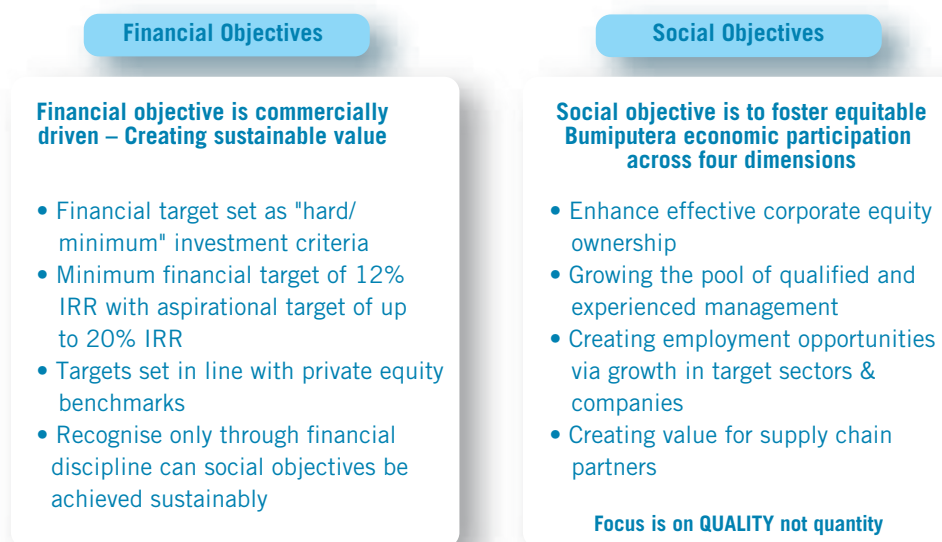 Financial Objectives
Financial objective is commercially
driven – Creating sustainable value
• Financial target set as "hard/
minimum" investment criteria
• Minimum financial target of 12%
IRR with aspirational target of up
to 20% IRR
• Targets set in line with private equity
benchmarks
• Recognise only through financial
discipline can social objectives be
achieved sustainably
Social Objectives
Social objective is to foster equitable
Bumiputera economic participation
across four dimensions
• Enhance effective corporate equity
ownership
• Growing the pool of qualified and
experienced management
• Creating employment opportunities
via growth in target sectors &
companies
• Creating value for supply chain
partners
Focus is on QUALITY not quantity